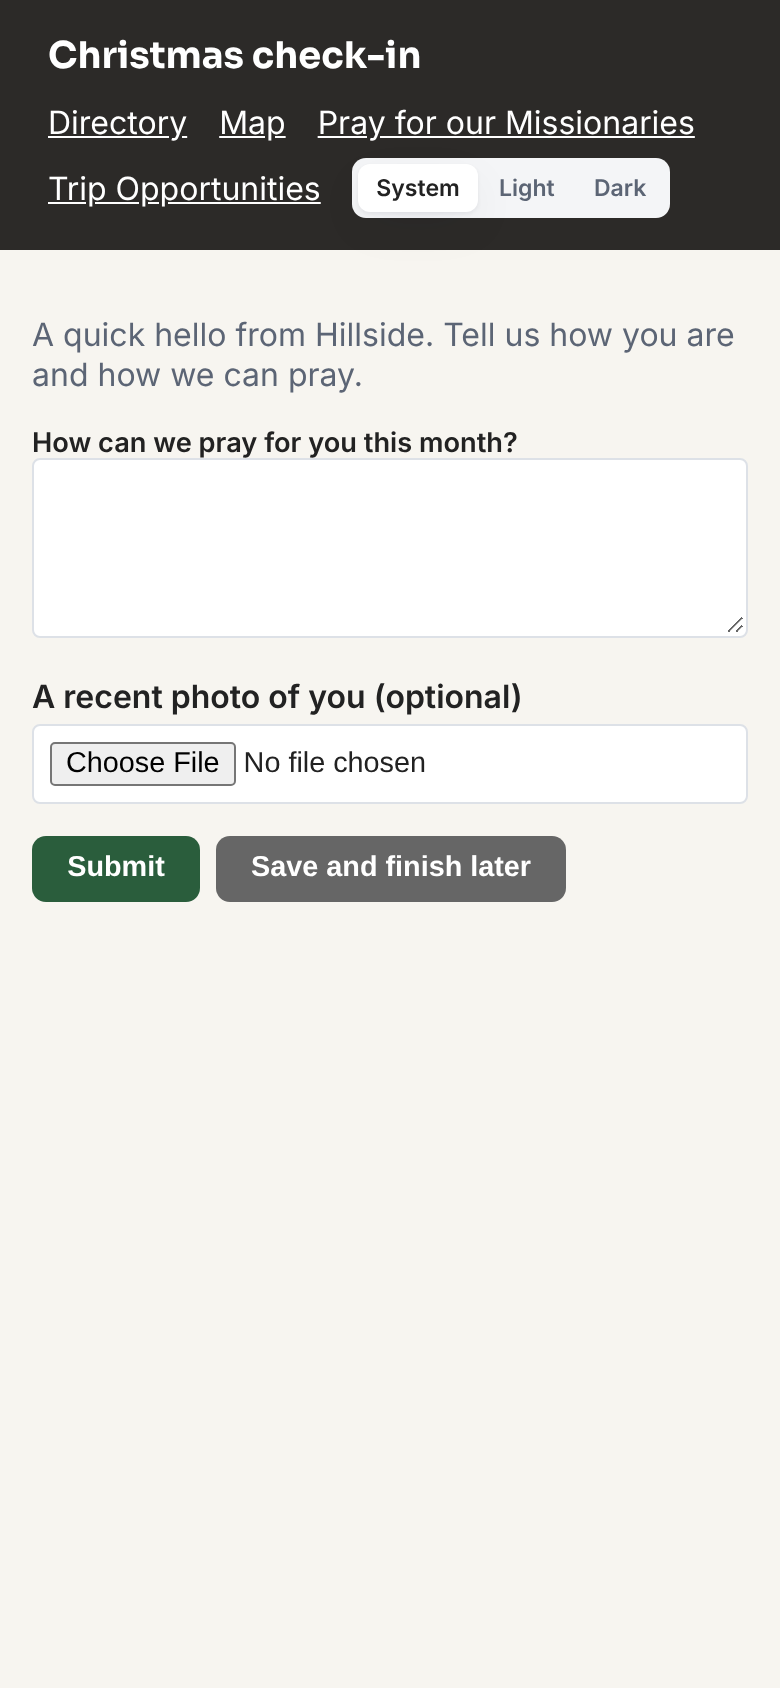 Christmas check-in
Directory Map Pray for our Missionaries
Trip Opportunities System Light Dark
A quick hello from Hillside. Tell us how you are
and how we can pray.
How can we pray for you this month?
A recent photo of you (optional)
Choose File No file chosen
Submit Save and finish later